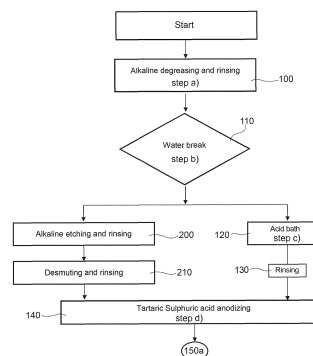 Start
Alkaline degreasing and rinsing
step a)
100
110
Water break
step b)
Alkaline etching and rinsing
200
120
Acid bath
step c)
130
Rinsing
Desmuting and rinsing
210
Tartaric Sulphuric acid anodizing
step d)
140
150a